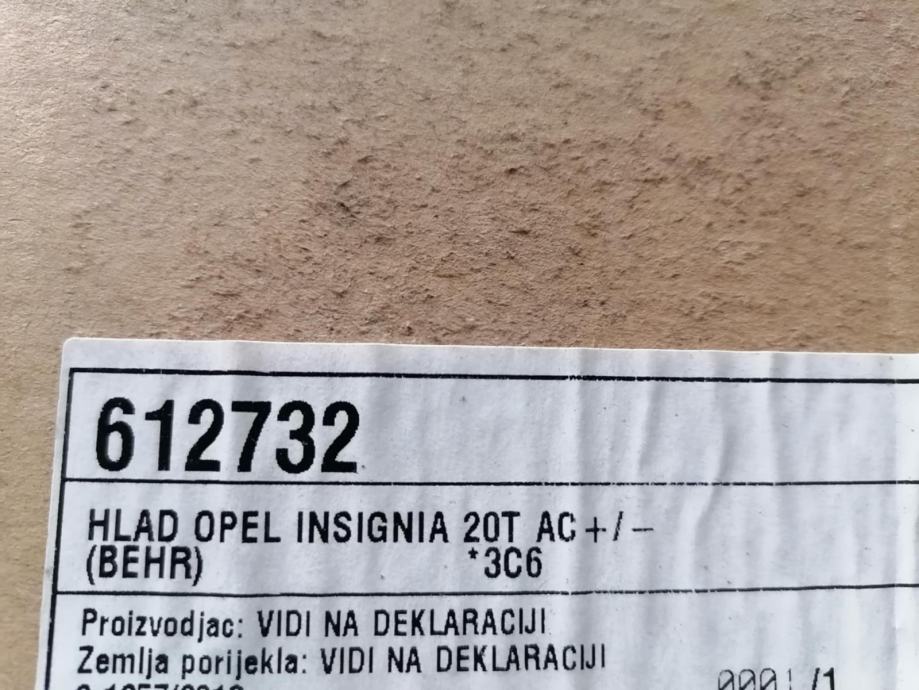 612732
HLAD OPEL INSIGNIA 20T AC+/-
(BEHR) *3C6
Proizvodjac: VIDI NA DEKLARACIJI
Zemlja porijekla: VIDI NA DEKLARACIJI